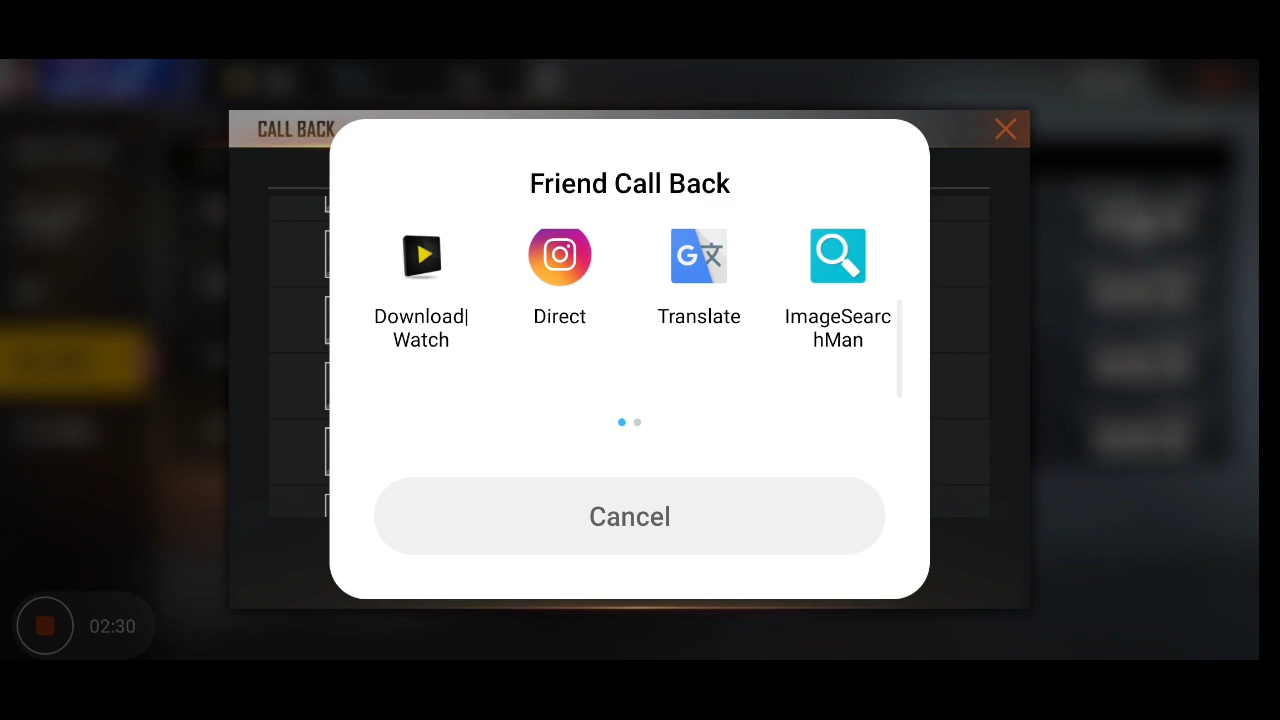 CALL BACK
Friend Call Back
Download|
Watch
Direct
Translate
ImageSearc
hMan
Cancel
02:30